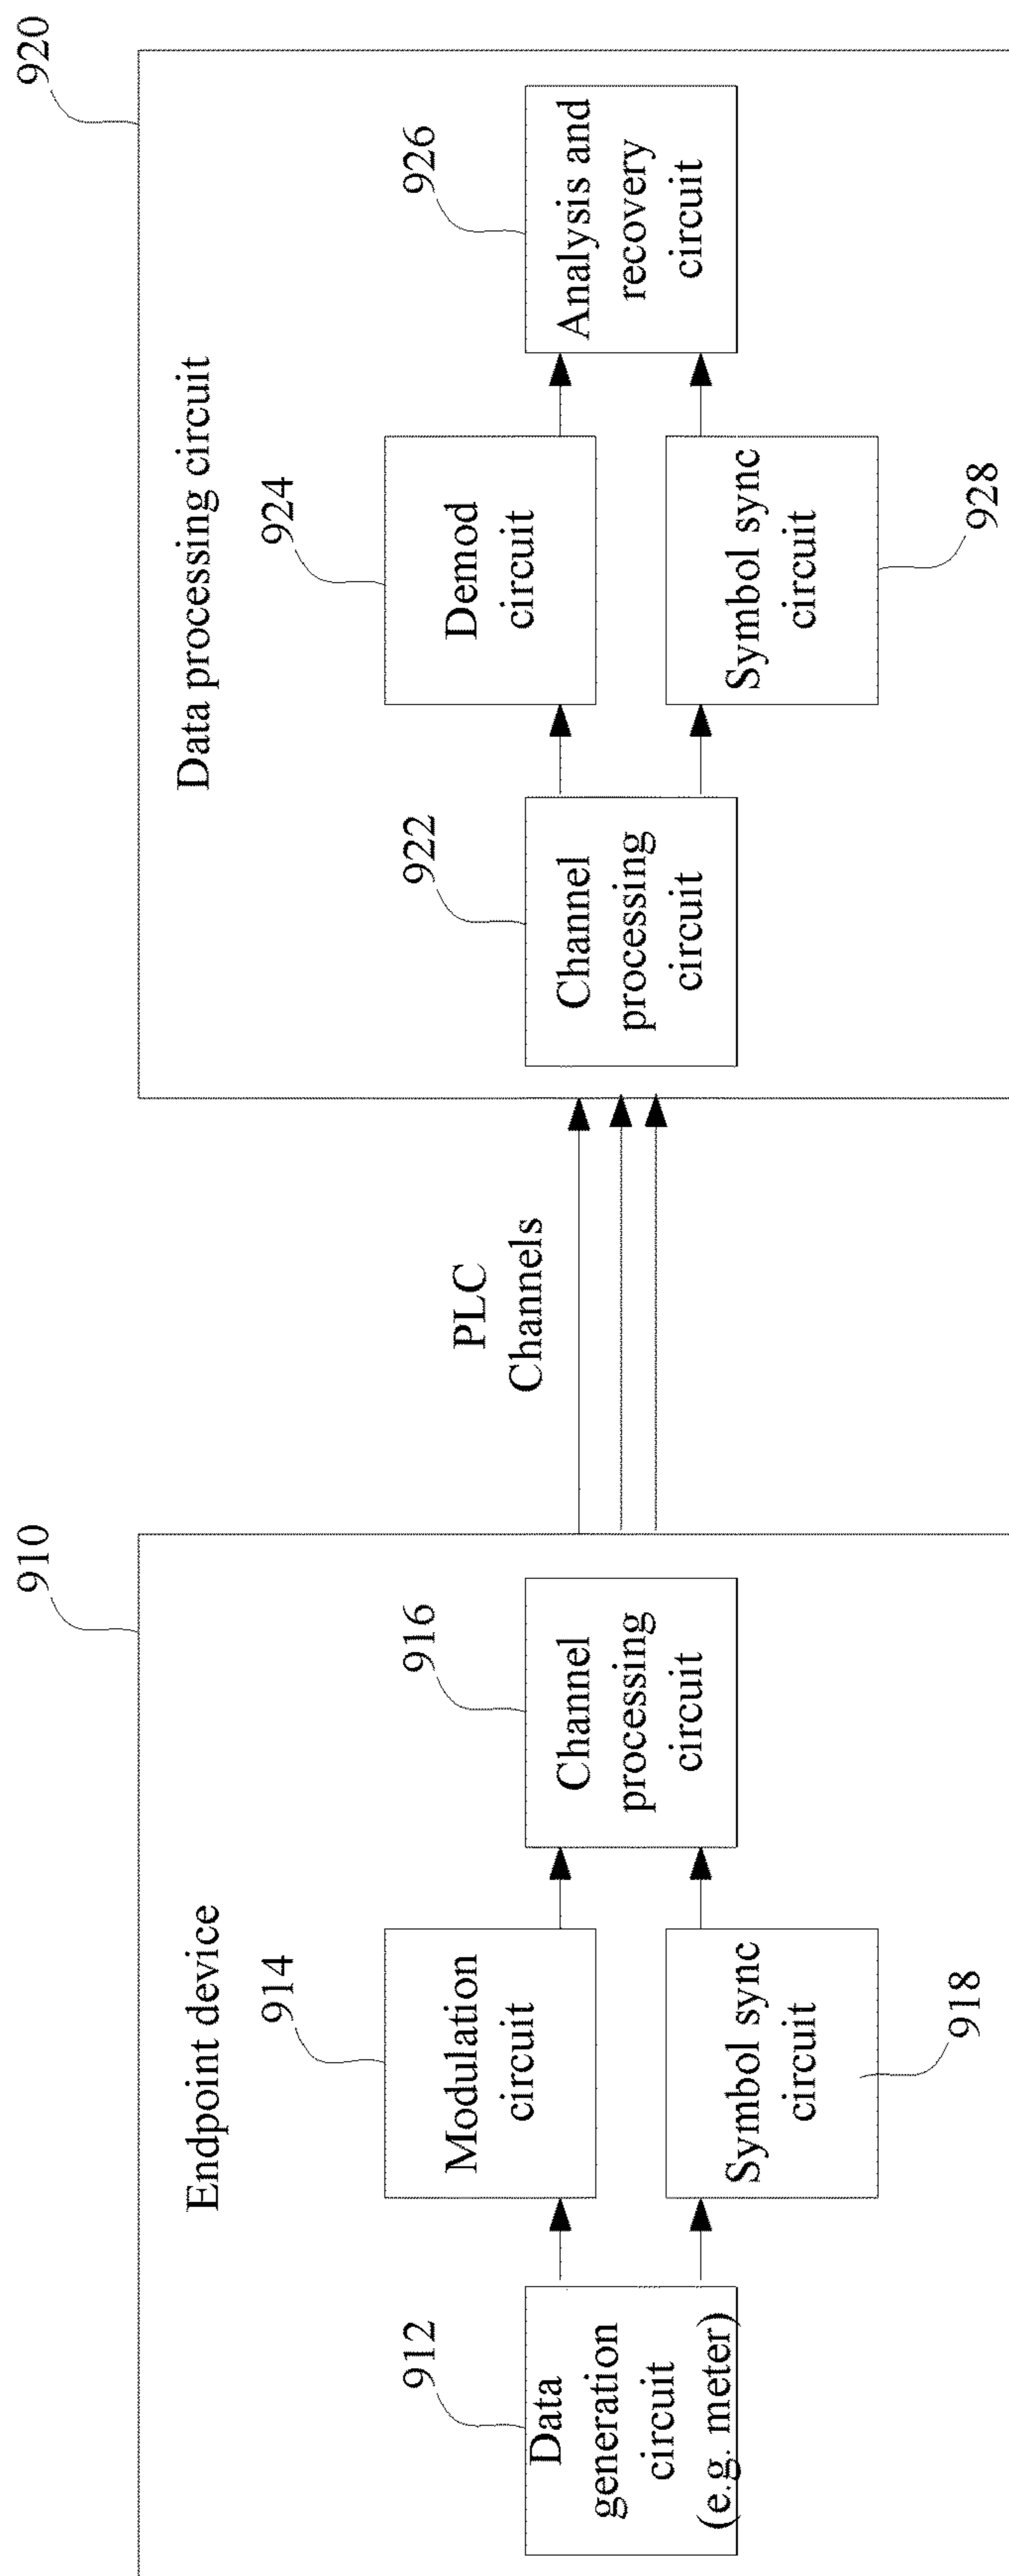 910
Endpoint device
912
Data
generation
circuit
(e.g. meter)
914
Modulation
circuit
Symbol sync
circuit
918
916
Channel
processing
circuit
PLC
Channels
920
Data processing circuit
922
Channel
processing
circuit
924
Demod
circuit
Symbol sync
circuit
928
926
Analysis and
recovery
circuit